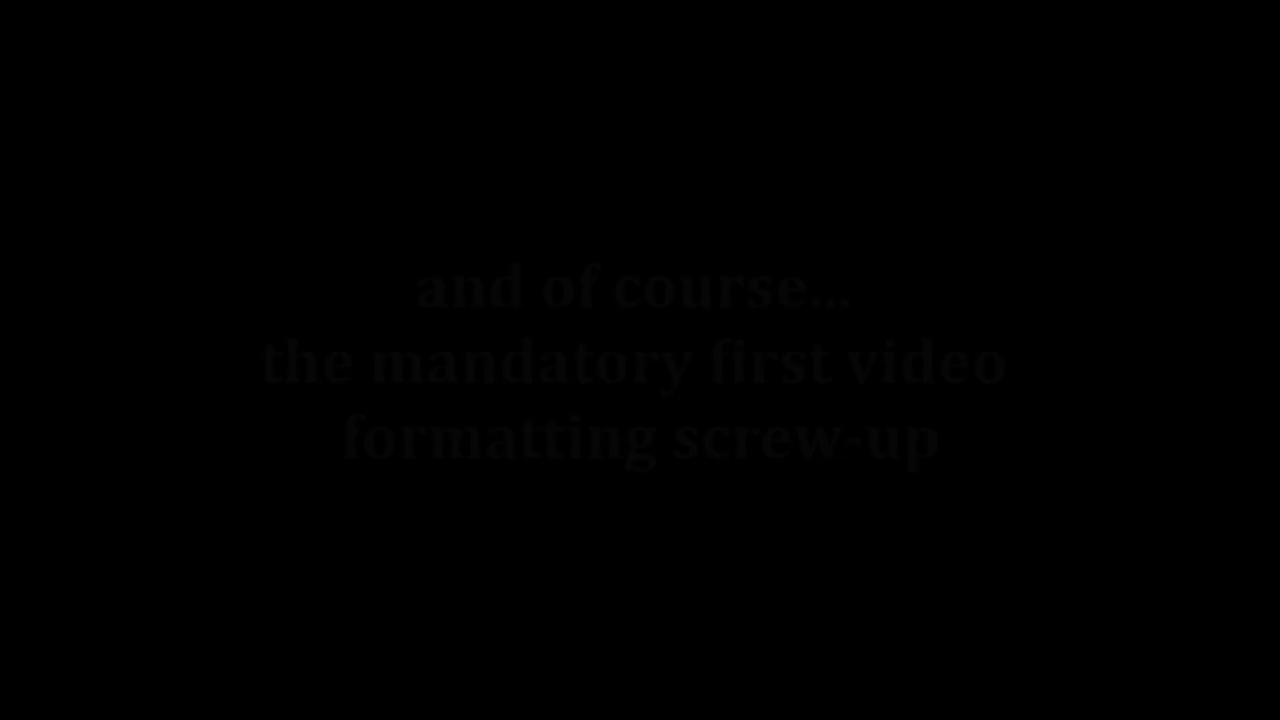 and of course...
the mandatory first video
formatting screw-up